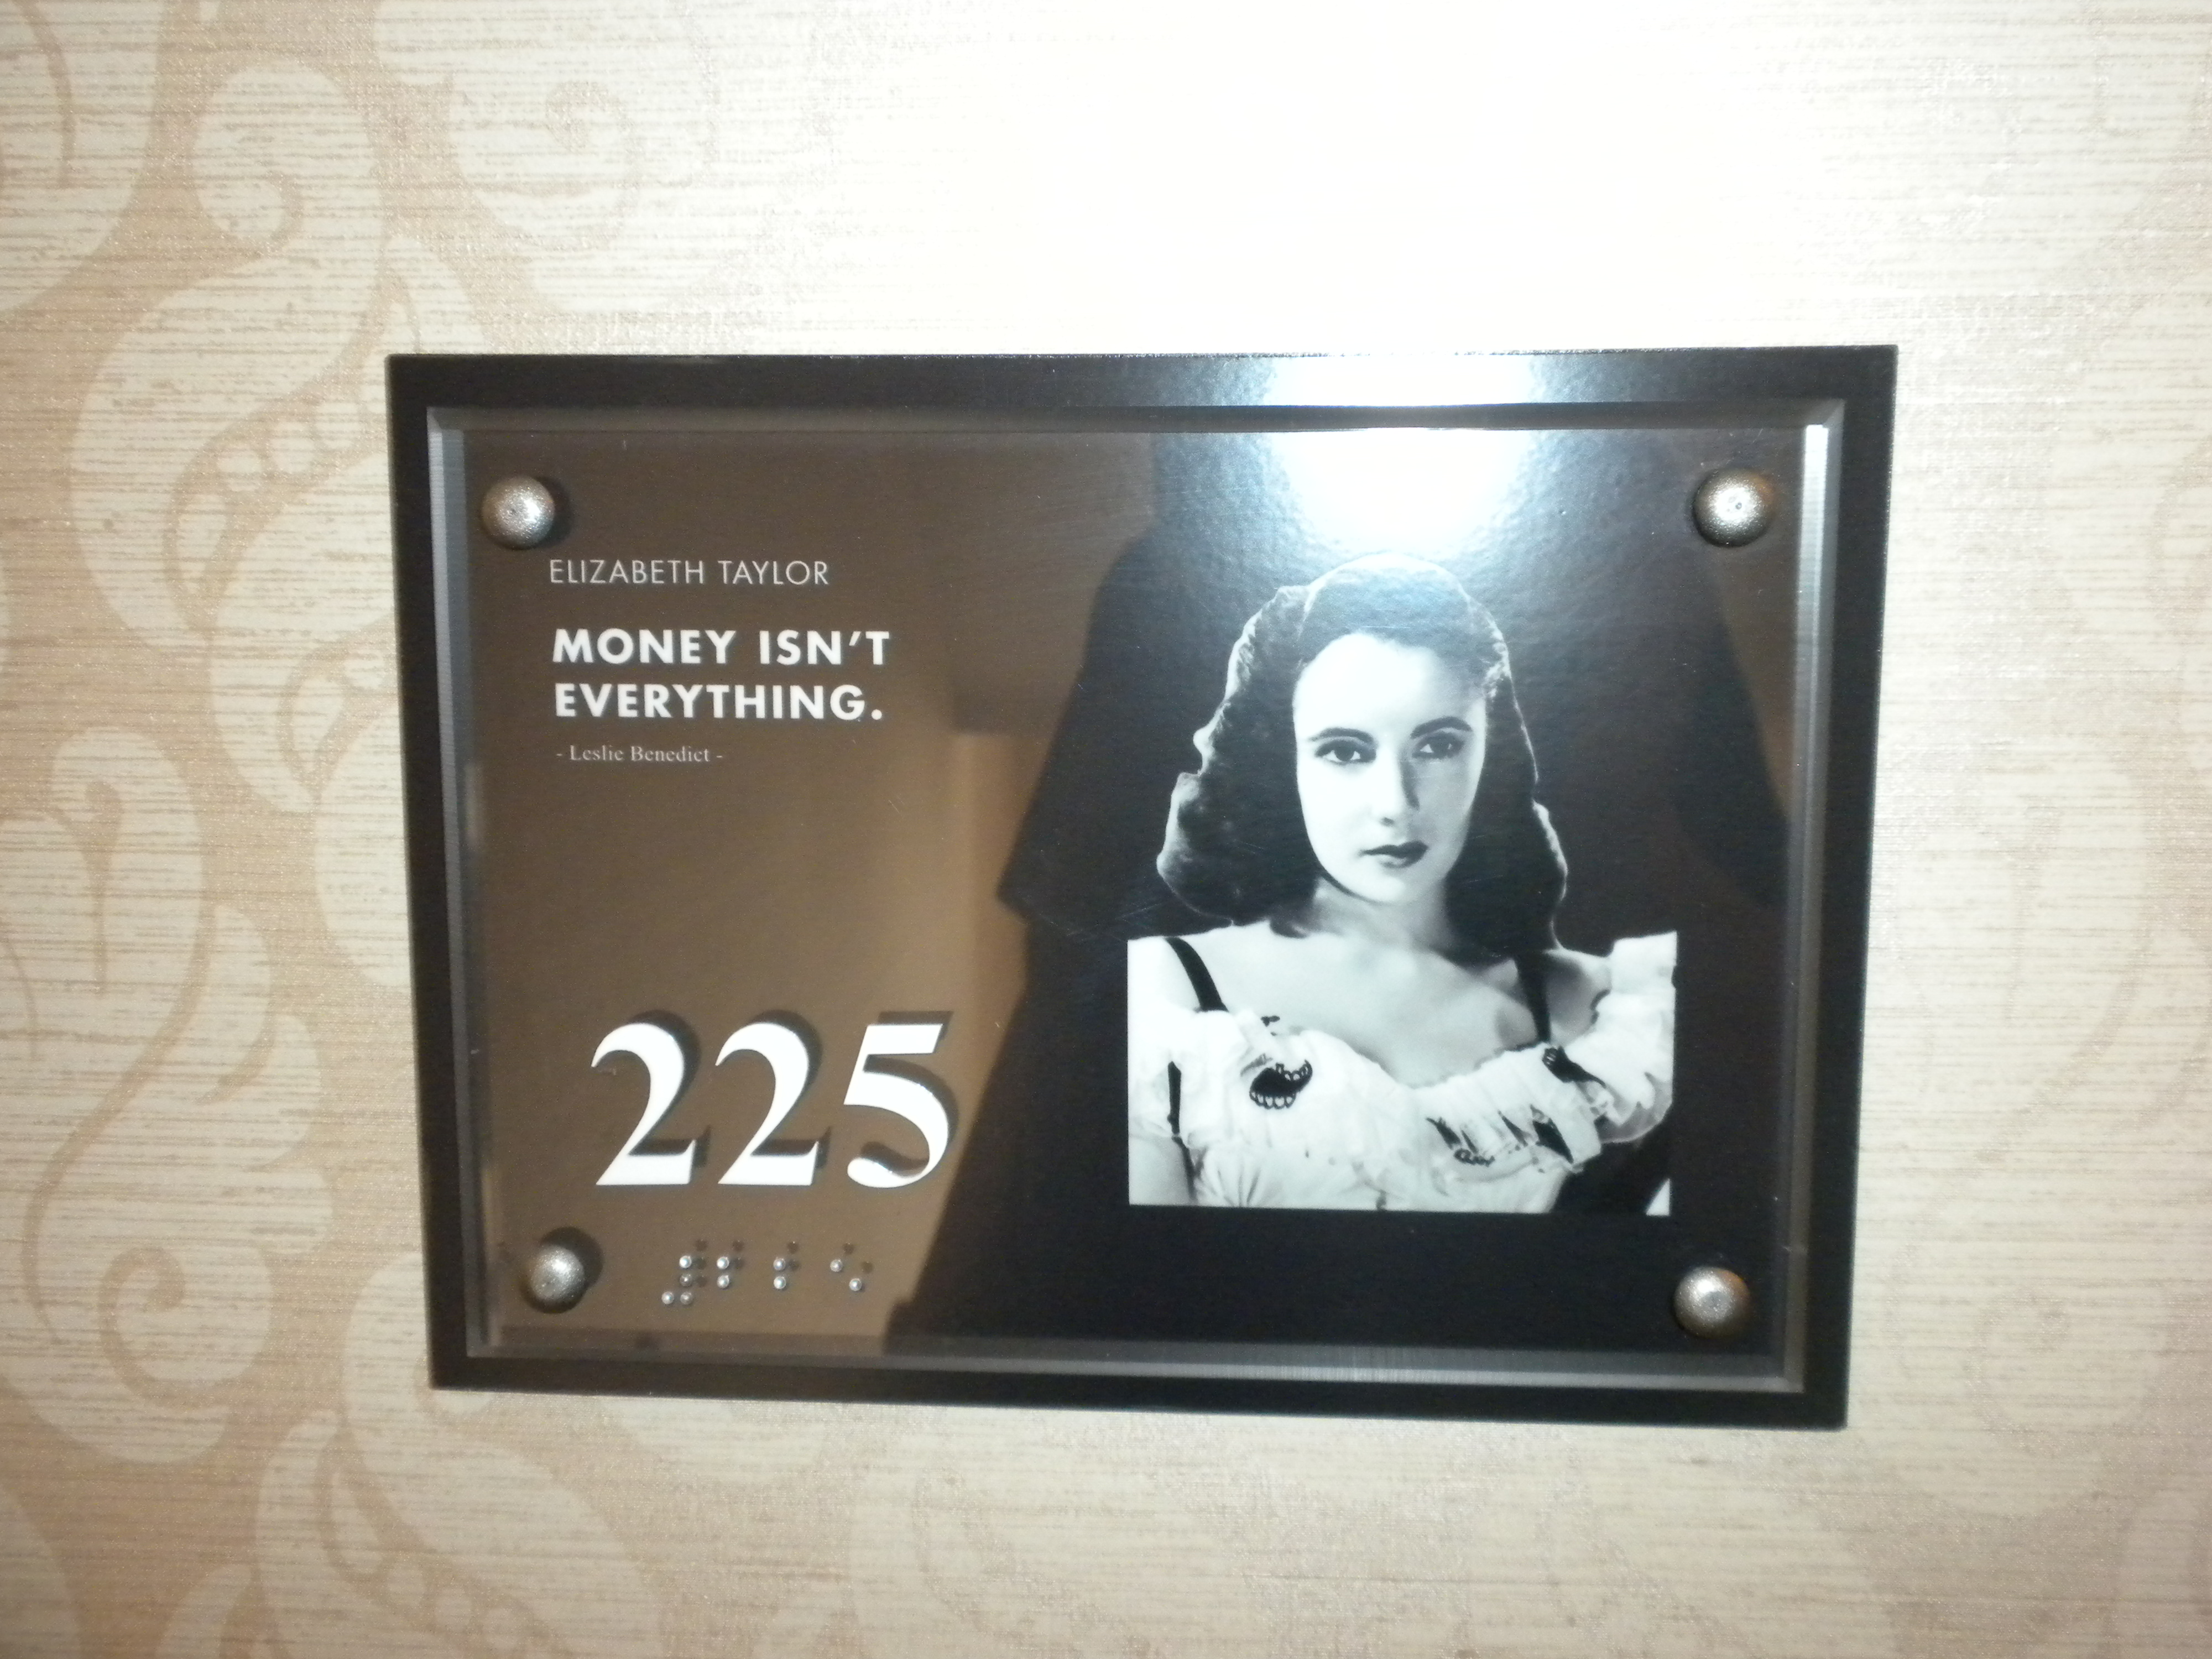 ELIZABETH TAYLOR
MONEY ISN'T
EVERYTHING.
- Leslie Benedict -
225
⠼⠃⠃⠑